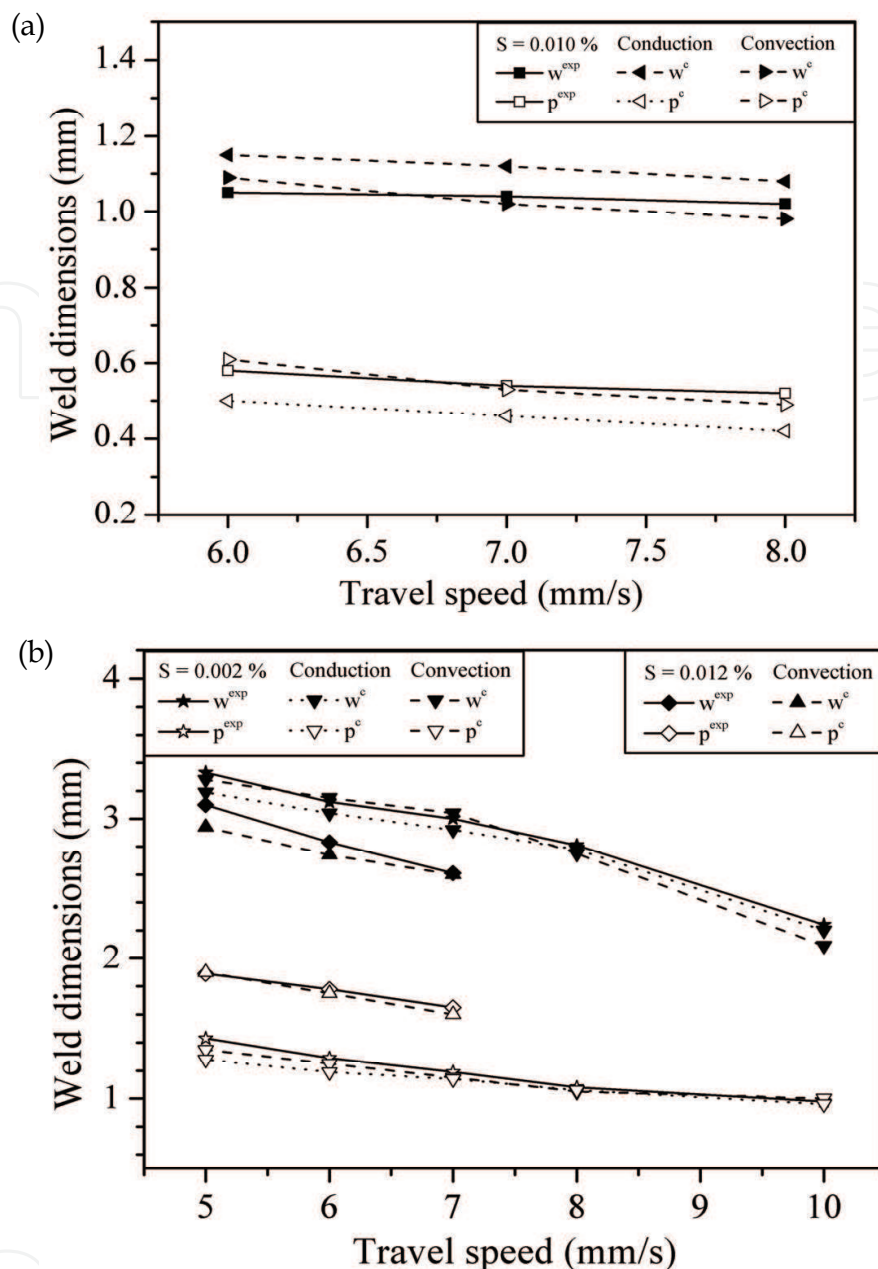 (a)
S = 0.010 % Conduction Convection
w^exp w^c w^c
p^exp p^c p^c
1.4
1.2
1.0
0.8
0.6
0.4
0.2
Weld dimensions (mm)
6.0 6.5 7.0 7.5 8.0
Travel speed (mm/s)
(b)
S = 0.002 % Conduction Convection
w^exp w^c w^c
p^exp p^c p^c
S = 0.012 % Convection
w^exp w^c
p^exp p^c
4
3
2
1
Weld dimensions (mm)
5 6 7 8 9 10
Travel speed (mm/s)